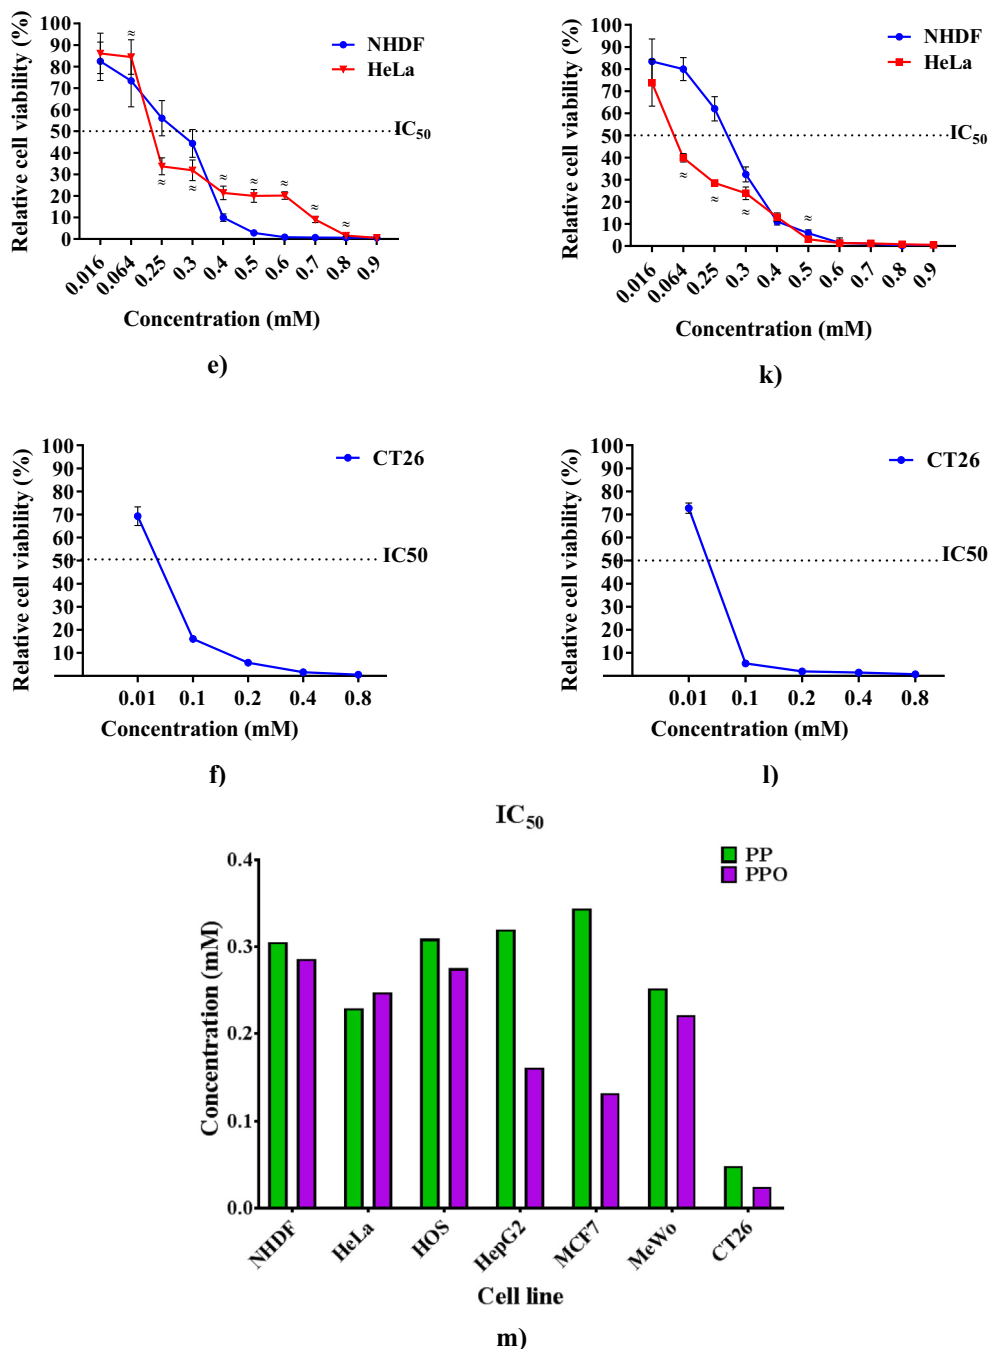 Relative cell viability (%)
100
90
80
70
60
50
40
30
20
10
0
≈
≈
≈
≈
≈
≈
≈
≈
NHDF
HeLa
IC50
0.016
0.064
0.25
0.3
0.4
0.5
0.6
0.7
0.8
0.9
Concentration (mM)
e)
Relative cell viability (%)
100
90
80
70
60
50
40
30
20
10
0
≈
≈
≈
≈
NHDF
HeLa
IC50
0.016
0.064
0.25
0.3
0.4
0.5
0.6
0.7
0.8
0.9
Concentration (mM)
k)
Relative cell viability (%)
100
90
80
70
60
50
40
30
20
10
CT26
IC50
0.01
0.1
0.2
0.4
0.8
Concentration (mM)
f)
Relative cell viability (%)
100
90
80
70
60
50
40
30
20
10
CT26
IC50
0.01
0.1
0.2
0.4
0.8
Concentration (mM)
l)
IC50
PP
PPO
Concentration (mM)
0.4
0.3
0.2
0.1
0.0
NHDF
HeLa
HOS
HepG2
MCF7
MeWo
CT26
Cell line
m)